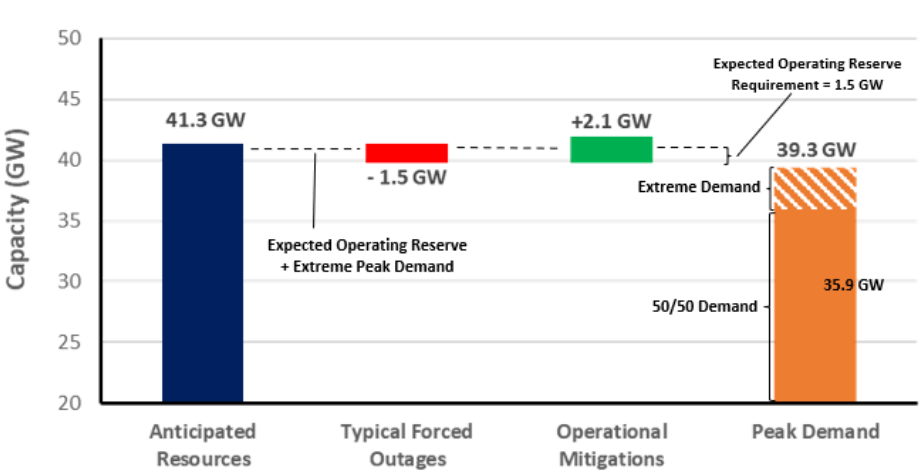 50
Expected Operating Reserve
Requirement = 1.5 GW
45
41.3 GW
+2.1 GW
39.3 GW
40
- 1.5 GW
Extreme Demand
35
Expected Operating Reserve
+ Extreme Peak Demand
30
35.9 GW
50/50 Demand
25
20
Capacity (GW)
Anticipated
Resources
Typical Forced
Outages
Operational
Mitigations
Peak Demand